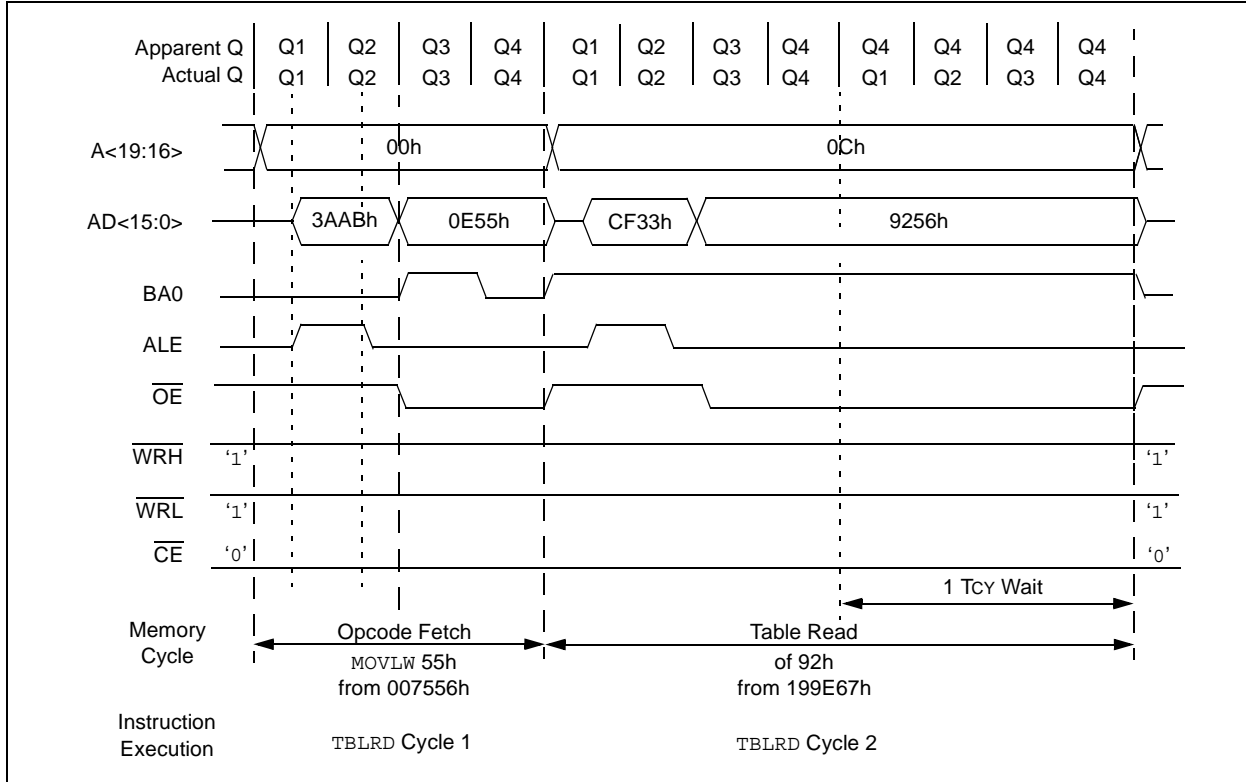 Apparent Q Q1 Q2 Q3 Q4 Q1 Q2 Q3 Q4 Q4 Q4 Q4 Q4
Actual Q Q1 Q2 Q3 Q4 Q1 Q2 Q3 Q4 Q1 Q2 Q3 Q4
A<19:16> 00h 0Ch
AD<15:0> 3AABh 0E55h CF33h 9256h
BA0
ALE
OE
WRH ‘1’ ‘1’
WRL ‘1’ ‘1’
CE ‘0’ ‘0’
1 TCY Wait
Memory
Cycle
Opcode Fetch
MOVLW 55h
from 007556h
Table Read
of 92h
from 199E67h
Instruction
Execution
TBLRD Cycle 1
TBLRD Cycle 2